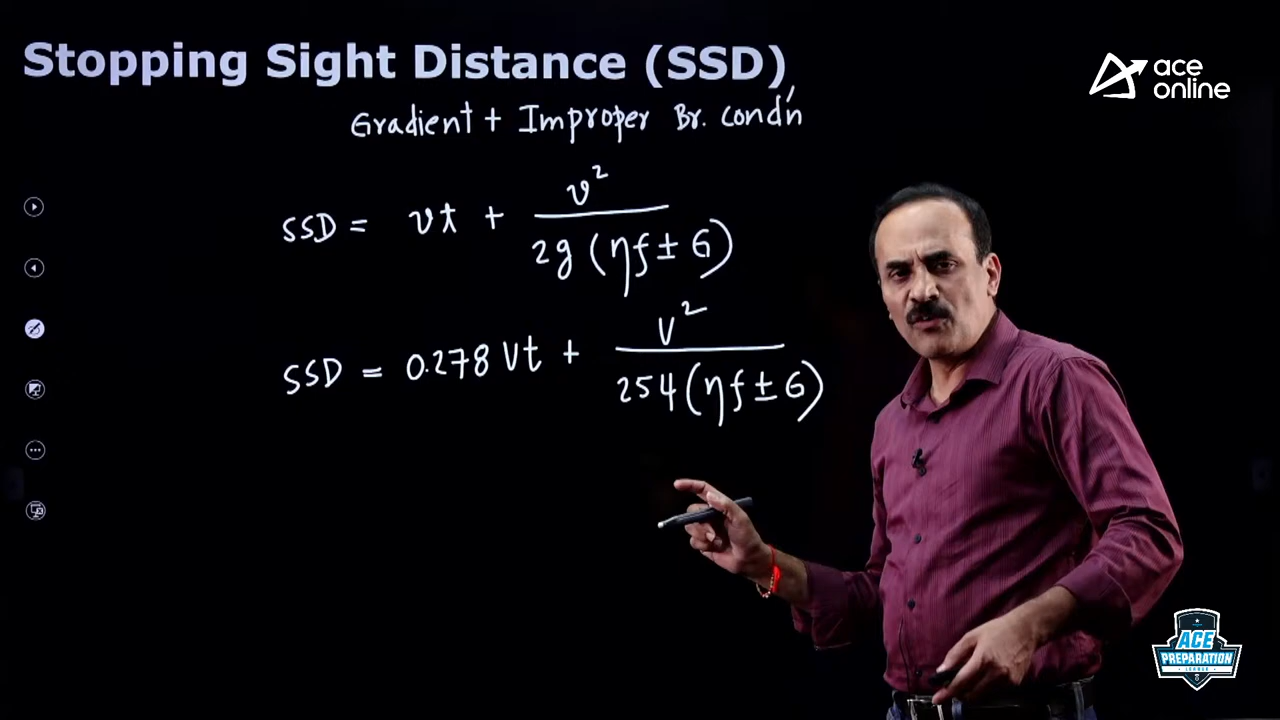 Stopping Sight Distance (SSD)
Gradient + Improper Br. Cond'n
SSD = vt + v² / 2g (ηf ± G)
SSD = 0.278 Vt + V² / 254 (ηf ± G)
ace
online
ACE
PREPARATION